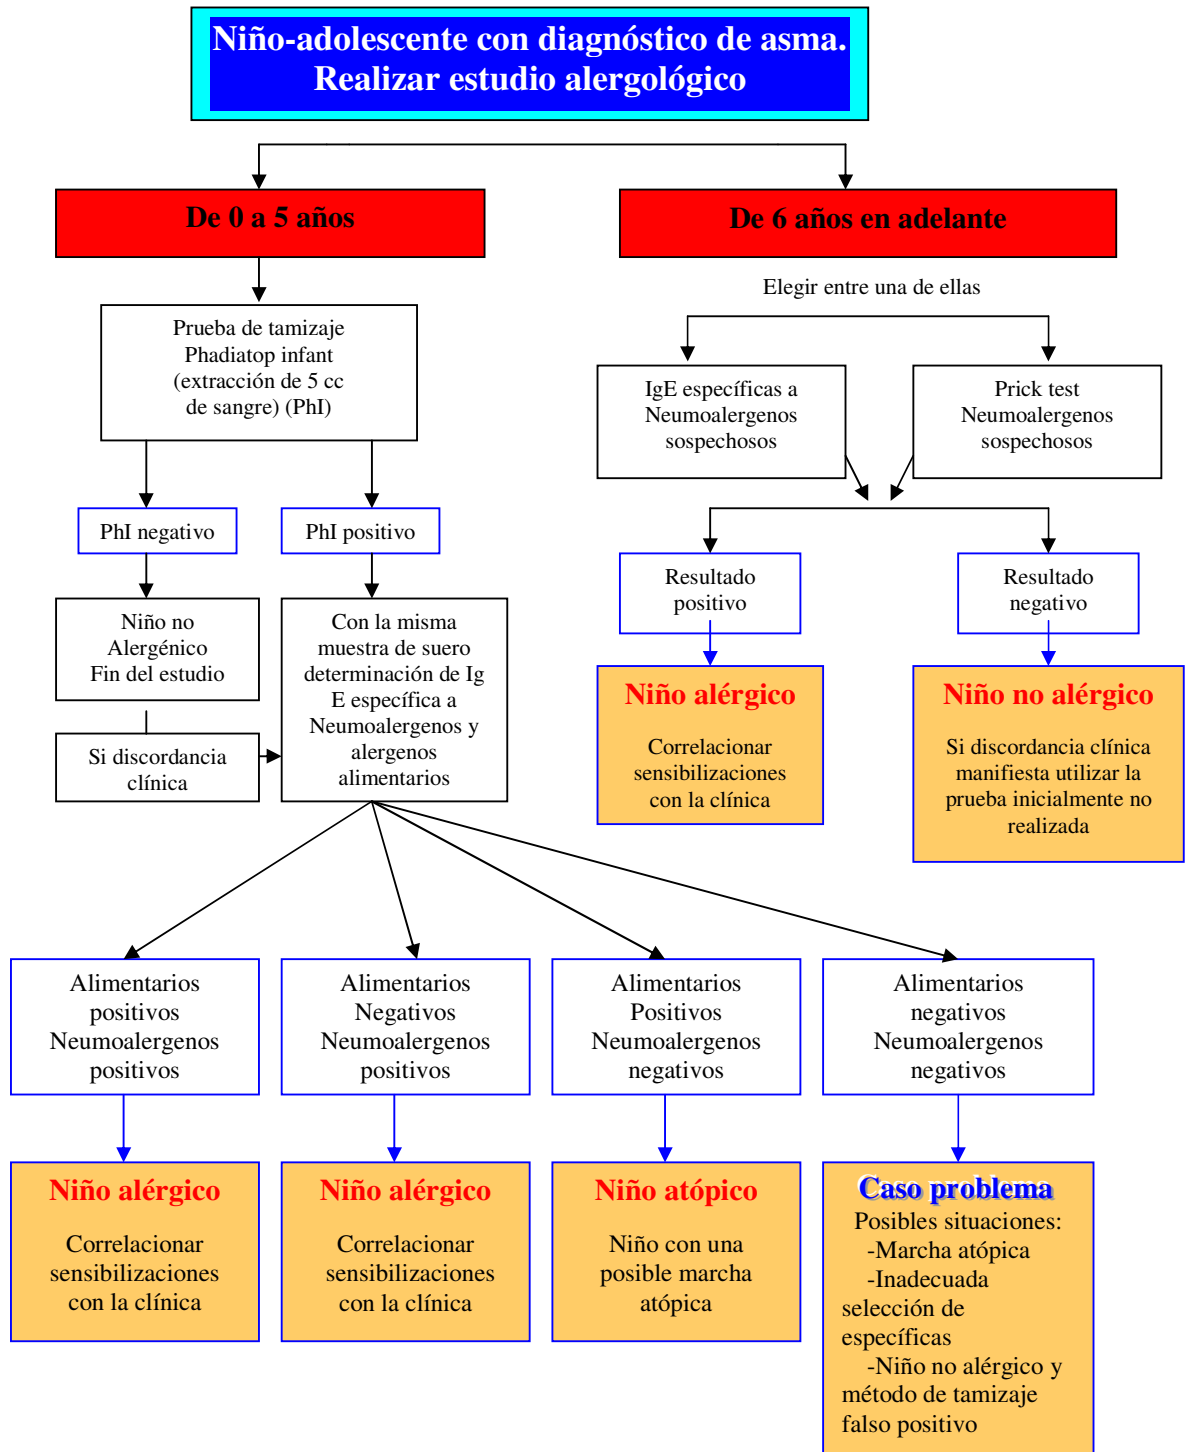 Niño-adolescente con diagnóstico de asma.
Realizar estudio alergológico
De 0 a 5 años
De 6 años en adelante
Elegir entre una de ellas
Prueba de tamizaje
Phadiatop infant
(extracción de 5 cc
de sangre) (PhI)
IgE específicas a
Neumoalergenos
sospechosos
Prick test
Neumoalergenos
sospechosos
PhI negativo
PhI positivo
Resultado
positivo
Resultado
negativo
Niño no
Alergénico
Fin del estudio
Si discordancia
clínica
Con la misma
muestra de suero
determinación de Ig
E específica a
Neumoalergenos y
alergenos
alimentarios
Niño alérgico
Correlacionar
sensibilizaciones
con la clínica
Niño no alérgico
Si discordancia clínica
manifiesta utilizar la
prueba inicialmente no
realizada
Alimentarios
positivos
Neumoalergenos
positivos
Alimentarios
Negativos
Neumoalergenos
positivos
Alimentarios
Positivos
Neumoalergenos
negativos
Alimentarios
negativos
Neumoalergenos
negativos
Niño alérgico
Correlacionar
sensibilizaciones
con la clínica
Niño alérgico
Correlacionar
sensibilizaciones
con la clínica
Niño atópico
Niño con una
posible marcha
atópica
Caso problema
Posibles situaciones:
-Marcha atópica
-Inadecuada
selección de
específicas
-Niño no alérgico y
método de tamizaje
falso positivo